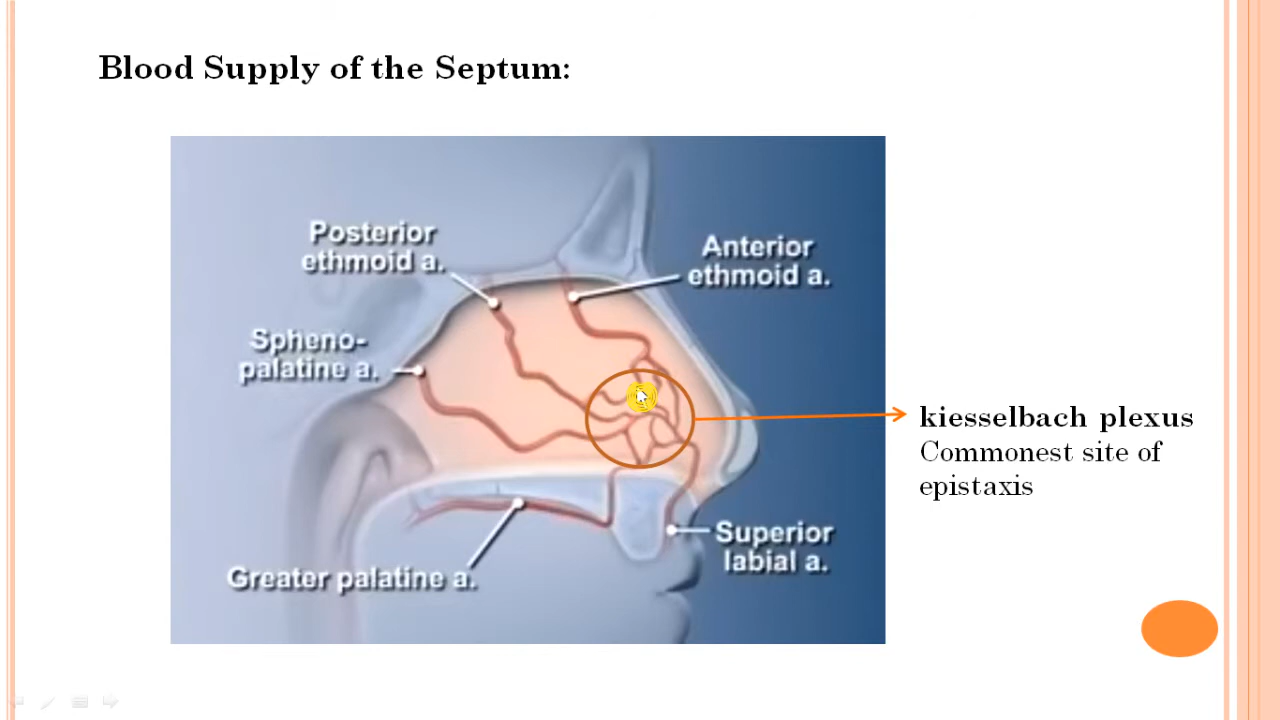 Blood Supply of the Septum:
Posterior
ethmoid a.
Anterior
ethmoid a.
Spheno-
palatine a.
kiesselbach plexus
Commonest site of
epistaxis
Superior
labial a.
Greater palatine a.